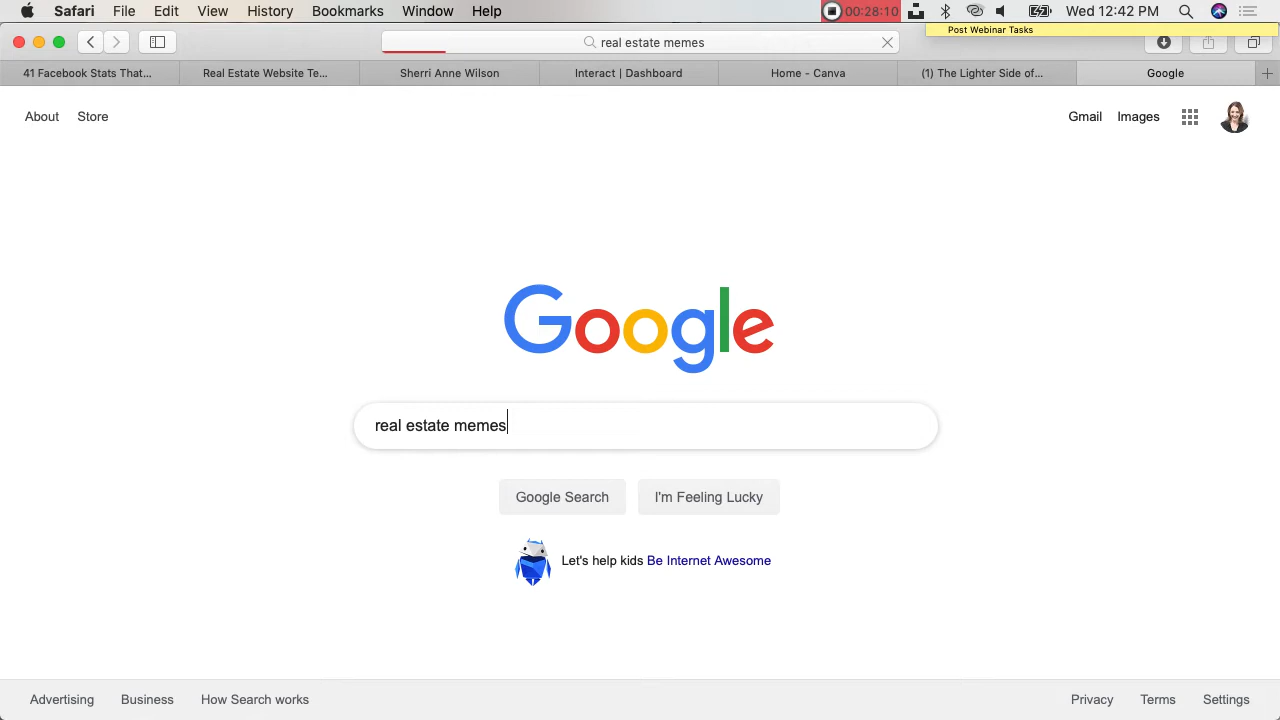 Safari File Edit View History Bookmarks Window Help 00:28:10 Wed 12:42 PM
Post Webinar Tasks
real estate memes
41 Facebook Stats That... Real Estate Website Te... Sherri Anne Wilson Interact | Dashboard Home - Canva (1) The Lighter Side of... Google
About Store Gmail Images
Google
real estate memes
Google Search I'm Feeling Lucky
Let's help kids Be Internet Awesome
Advertising Business How Search works Privacy Terms Settings